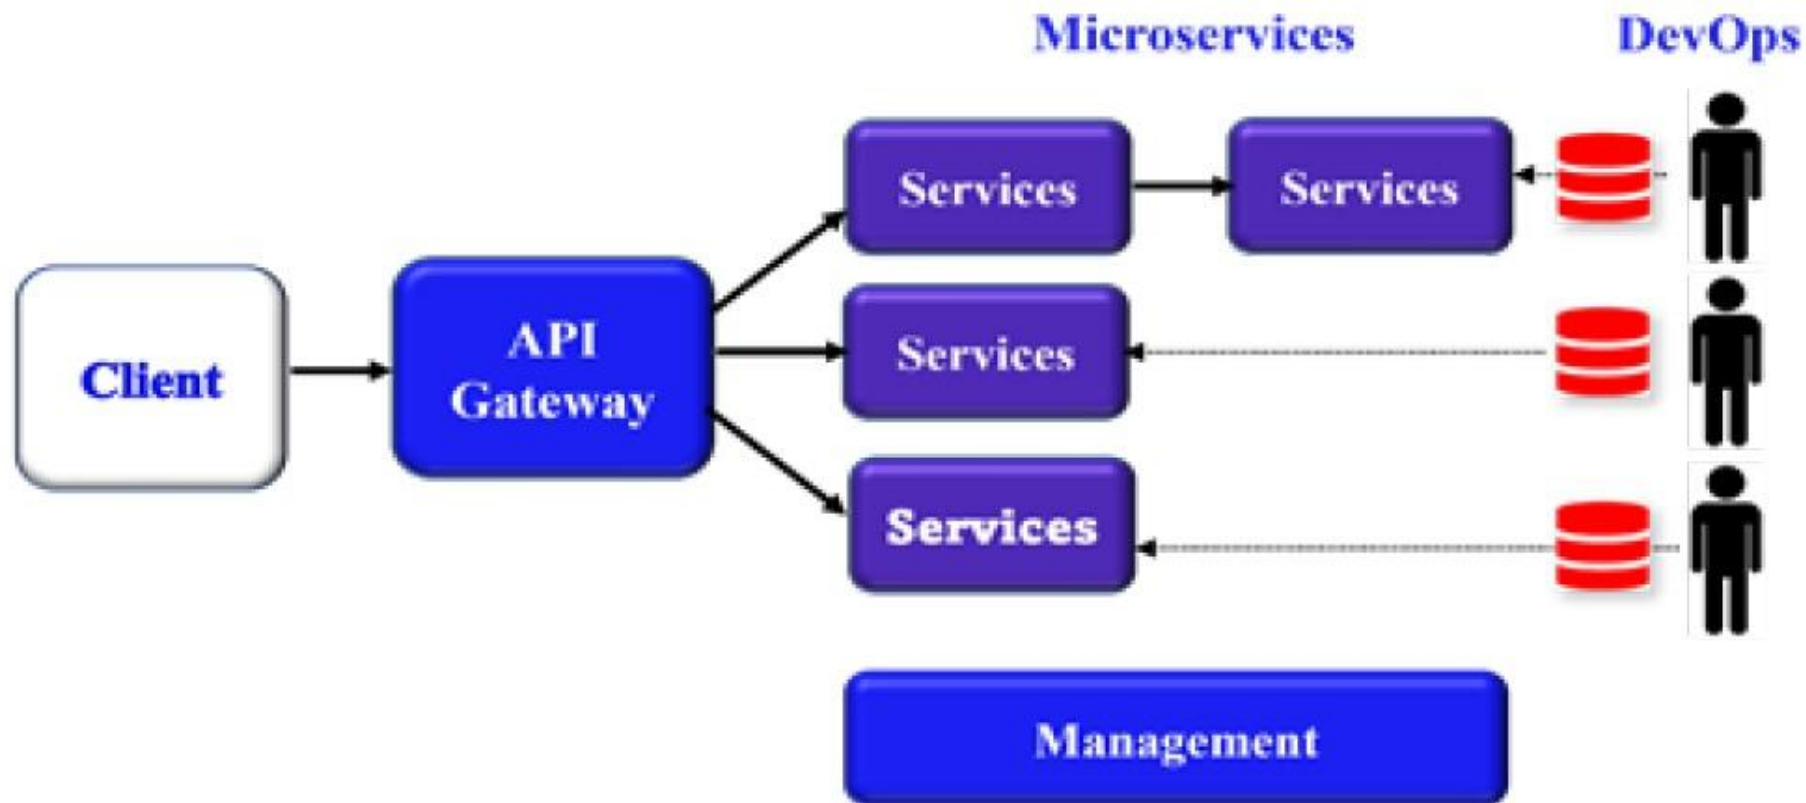 Microservices
DevOps
Services
Services
Client
API
Gateway
Services
Services
Management